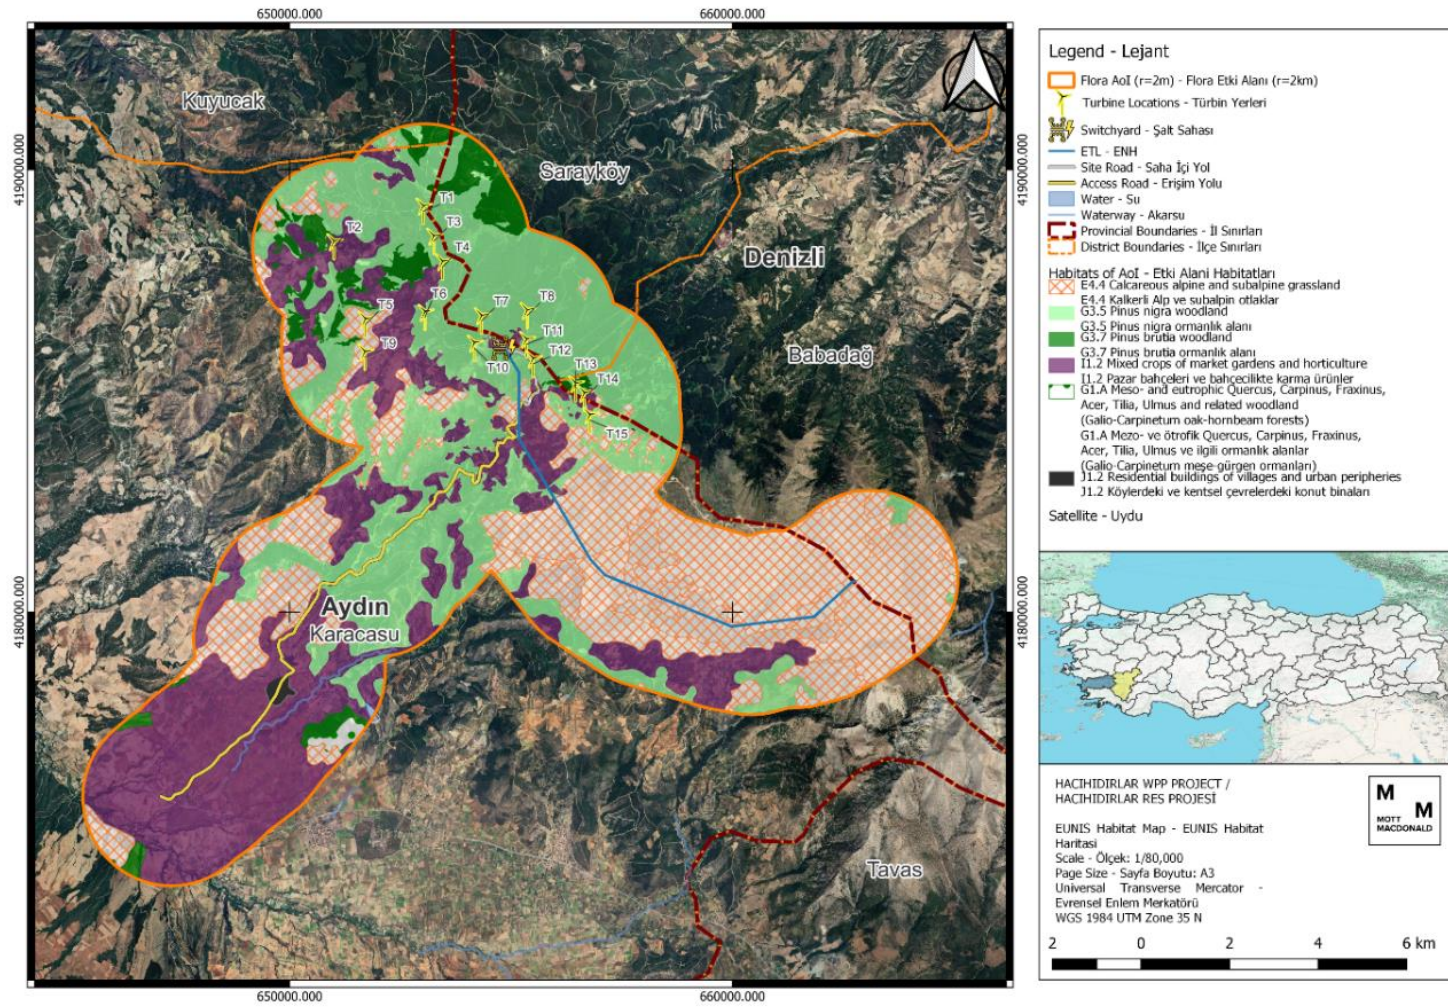 650000.000
660000.000
4190000.000
4190000.000
4180000.000
4180000.000
650000.000
660000.000
Kuyucak
Sarayköy
Denizli
Babadağ
Aydın
Karacasu
Tavas
T1
T3
T2
T4
T6
T5
T7
T8
T9
T11
T12
T10
T13
T14
T15
Legend - Lejant
Flora AoI (r=2m) - Flora Etki Alanı (r=2km)
Turbine Locations - Türbin Yerleri
Switchyard - Şalt Sahası
ETL - ENH
Site Road - Saha İçi Yol
Access Road - Erişim Yolu
Water - Su
Waterway - Akarsu
Provincial Boundaries - İl Sınırları
District Boundaries - İlçe Sınırları
Habitats of AoI - Etki Alani Habitatları
E4.4 Calcareous alpine and subalpine grassland
E4.4 Kalkerli Alp ve subalpin otlaklar
G3.5 Pinus nigra woodland
G3.5 Pinus nigra ormanlık alanı
G3.7 Pinus brutia woodland
G3.7 Pinus brutia ormanlık alanı
I1.2 Mixed crops of market gardens and horticulture
I1.2 Pazar bahçeleri ve bahçecilikte karma ürünler
G1.A Meso- and eutrophic Quercus, Carpinus, Fraxinus,
Acer, Tilia, Ulmus and related woodland
(Galio-Carpinetum oak-hornbeam forests)
G1.A Mezo- ve ötrofik Quercus, Carpinus, Fraxinus,
Acer, Tilia, Ulmus ve ilgili ormanlık alanlar
(Galio-Carpinetum meşe-gürgen ormanları)
J1.2 Residential buildings of villages and urban peripheries
J1.2 Köylerdeki ve kentsel çevrelerdeki konut binaları
Satellite - Uydu
HACIHIDIRLAR WPP PROJECT /
HACIHIDIRLAR RES PROJESİ
EUNIS Habitat Map - EUNIS Habitat
Haritası
Scale - Ölçek: 1/80,000
Page Size - Sayfa Boyutu: A3
Universal Transverse Mercator -
Evrensel Enlem Merkatörü
WGS 1984 UTM Zone 35 N
M
M
MOTT
MACDONALD
2 0 2 4 6 km